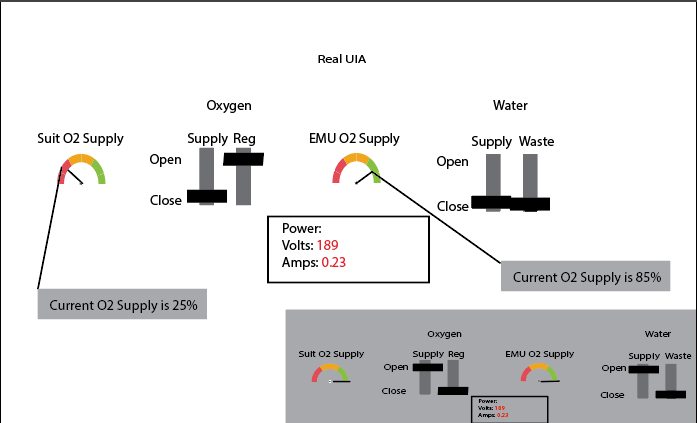 Real UIA
Oxygen
Water
Suit O2 Supply
Supply Reg
EMU O2 Supply
Supply Waste
Open
Open
Close
Close
Power:
Volts: 189
Amps: 0.23
Current O2 Supply is 85%
Current O2 Supply is 25%
Oxygen
Water
Suit O2 Supply
Supply Reg
EMU O2 Supply
Supply Waste
Open
Open
Close
Close
Power:
Volts: 189
Amps: 0.23